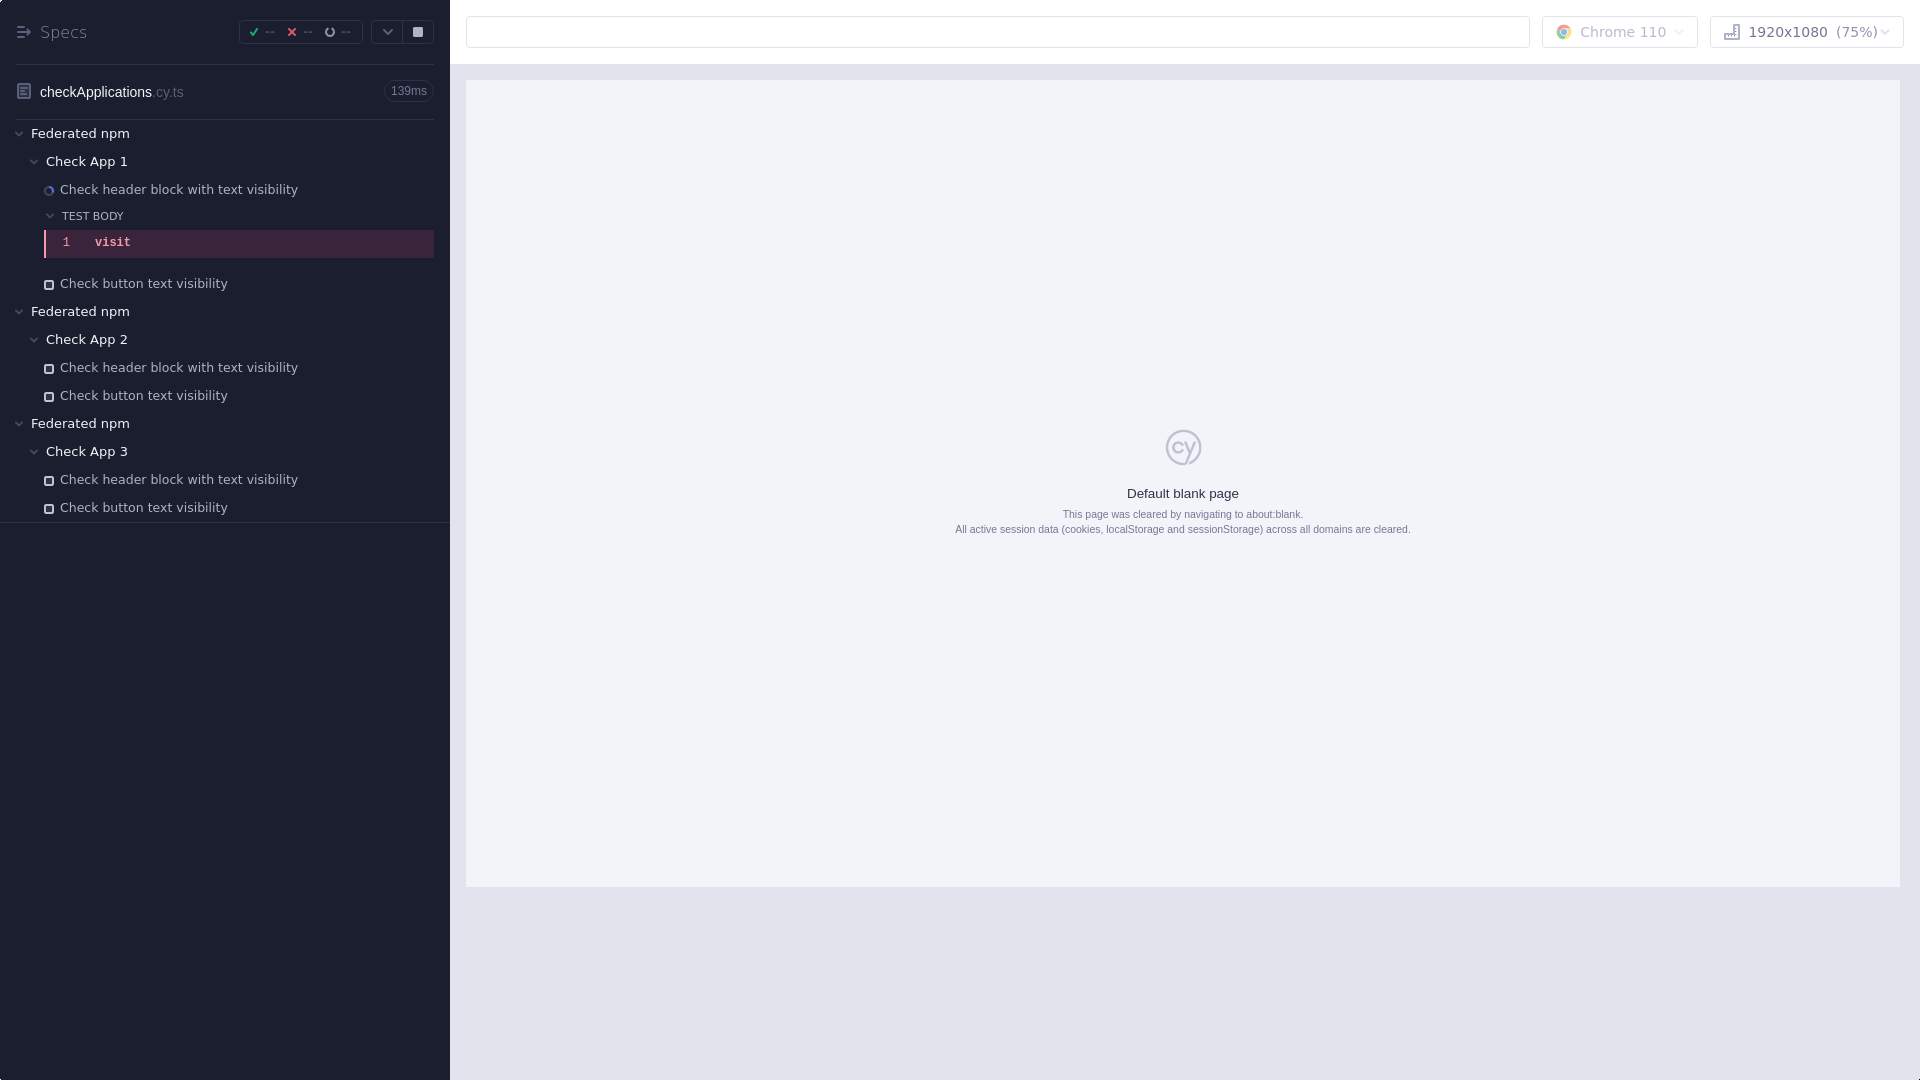 Specs
-- -- --
checkApplications.cy.ts
139ms
Federated npm
Check App 1
Check header block with text visibility
TEST BODY
1 visit
Check button text visibility
Federated npm
Check App 2
Check header block with text visibility
Check button text visibility
Federated npm
Check App 3
Check header block with text visibility
Check button text visibility
Chrome 110
1920x1080 (75%)
cy
Default blank page
This page was cleared by navigating to about:blank.
All active session data (cookies, localStorage and sessionStorage) across all domains are cleared.